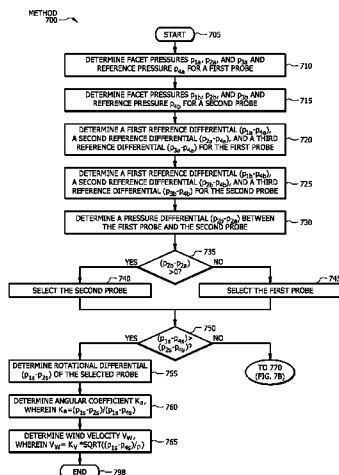 METHOD
700
START
705
DETERMINE FACET PRESSURES p1a, p2a, AND p3a AND
REFERENCE PRESSURE p4a FOR A FIRST PROBE
710
DETERMINE FACET PRESSURES p1b, p2b, AND p3b AND
REFERENCE PRESSURE p4b FOR A SECOND PROBE
715
DETERMINE A FIRST REFERENCE DIFFERENTIAL (p1a-p4a),
A SECOND REFERENCE DIFFERENTIAL (p2a-p4a), AND A THIRD
REFERENCE DIFFERENTIAL (p3a-p4a) FOR THE FIRST PROBE
720
DETERMINE A FIRST REFERENCE DIFFERENTIAL (p1b-p4b),
A SECOND REFERENCE DIFFERENTIAL (p2b-p4b), AND A THIRD
REFERENCE DIFFERENTIAL (p3b-p4b) FOR THE SECOND PROBE
725
DETERMINE A PRESSURE DIFFERENTIAL (p2b-p2a) BETWEEN
THE FIRST PROBE AND THE SECOND PROBE
730
735
YES
(p2b-p2a)
>0?
NO
740
SELECT THE SECOND PROBE
745
SELECT THE FIRST PROBE
750
YES
(p1s-p4s)>
(p2s-p4s)?
NO
DETERMINE ROTATIONAL DIFFERENTIAL
(p1s-p2s) OF THE SELECTED PROBE
755
TO 770
(FIG. 7B)
DETERMINE ANGULAR COEFFICIENT Ka,
WHEREIN Ka=(p1s-p2s)/(p1s-p4s)
760
DETERMINE WIND VELOCITY VW,
WHEREIN VW= KV*SQRT((p1s-p4s)/ρ)
765
END
798